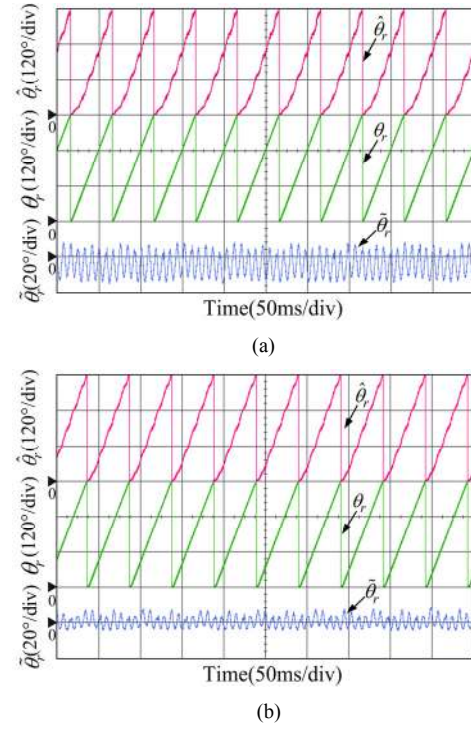 θ̂r(120°/div)
θ̂r
0
θr(120°/div)
θr
0
θ̃r(20°/div)
θ̃r
0
Time(50ms/div)
(a)
θ̂r(120°/div)
θ̂r
0
θr(120°/div)
θr
0
θ̃r(20°/div)
θ̃r
0
Time(50ms/div)
(b)